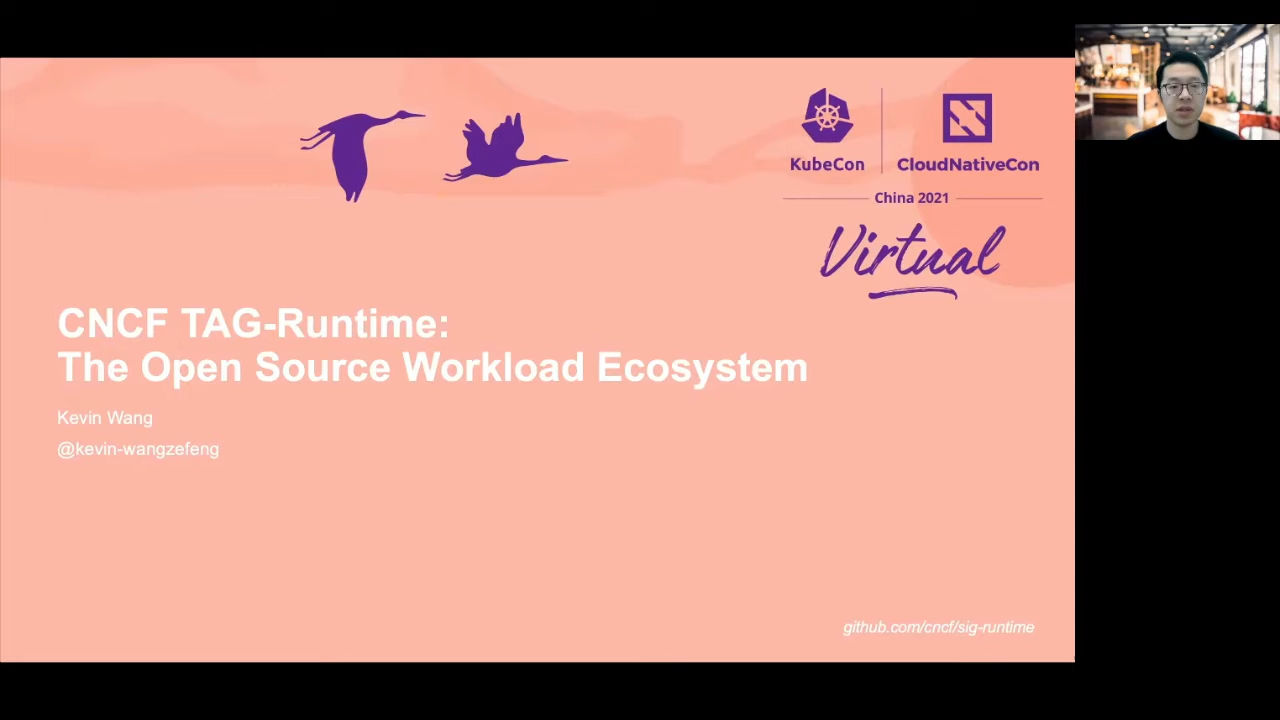 KubeCon
CloudNativeCon
China 2021
Virtual
CNCF TAG-Runtime:
The Open Source Workload Ecosystem
Kevin Wang
@kevin-wangzefeng
github.com/cncf/sig-runtime